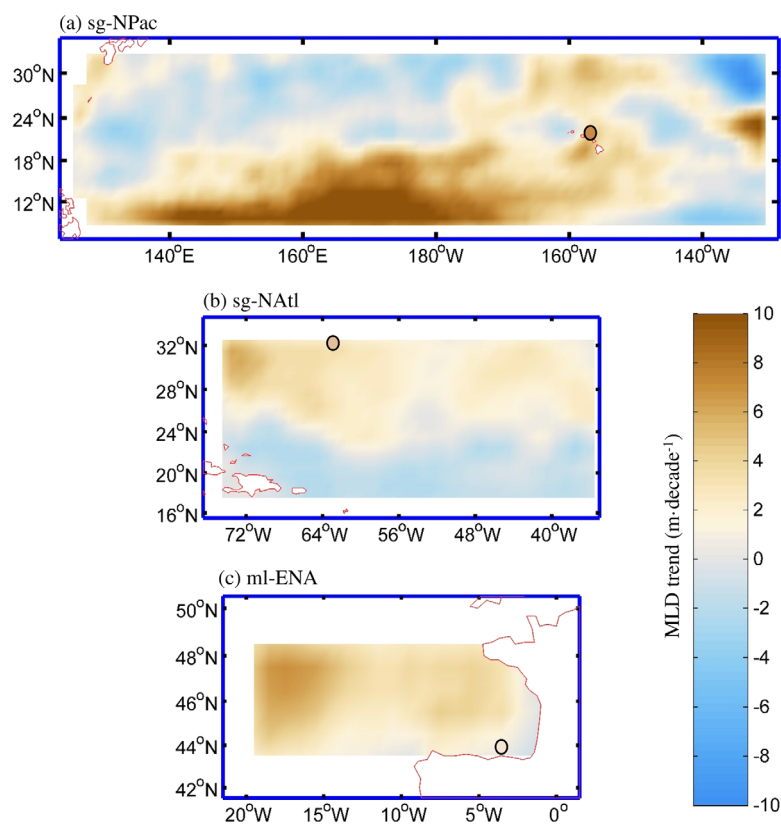 (a) sg-NPac
30°N
24°N
18°N
12°N
140°E 160°E 180°W 160°W 140°W
(b) sg-NAtl
32°N
28°N
24°N
20°N
16°N
72°W 64°W 56°W 48°W 40°W
(c) ml-ENA
50°N
48°N
46°N
44°N
42°N
20°W 15°W 10°W 5°W 0°
10
8
6
4
2
0
-2
-4
-6
-8
-10
MLD trend (m·decade⁻¹)